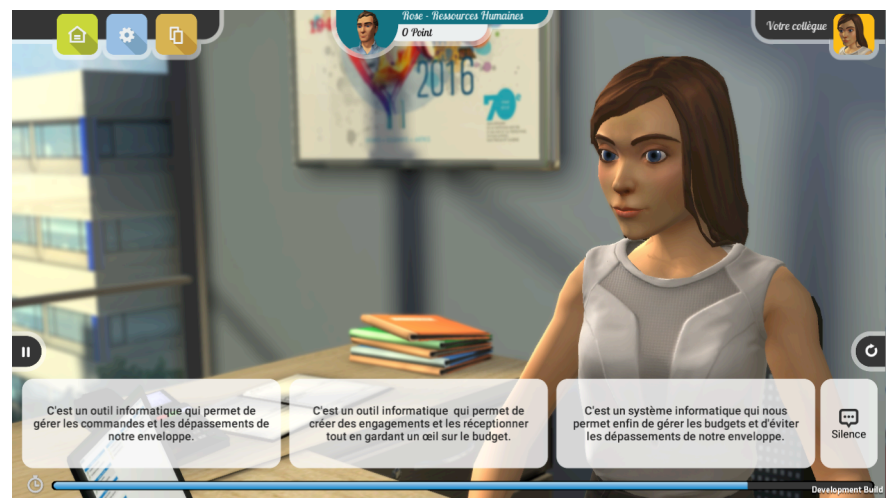 Rose - Ressources Humaines
0 Point
Votre collègue
2016
70
C'est un outil informatique qui permet de
gérer les commandes et les dépassements de
notre enveloppe.
C'est un outil informatique qui permet de
créer des engagements et les réceptionner
tout en gardant un œil sur le budget.
C'est un système informatique qui nous
permet enfin de gérer les budgets et d'éviter
les dépassements de notre enveloppe.
Silence
Development Build